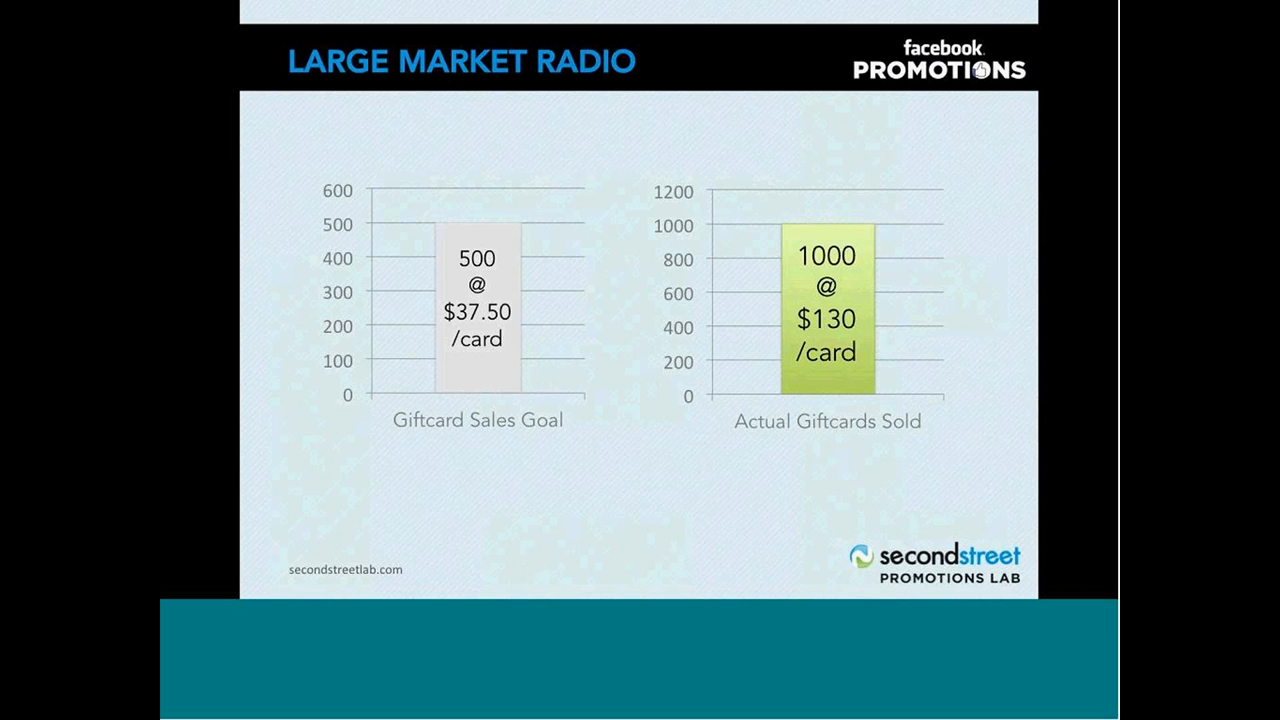 LARGE MARKET RADIO
facebook
PROMOTIONS
600
500
400
300
200
100
0
500
@
$37.50
/card
Giftcard Sales Goal
1200
1000
800
600
400
200
0
1000
@
$130
/card
Actual Giftcards Sold
secondstreetlab.com
secondstreet
PROMOTIONS LAB